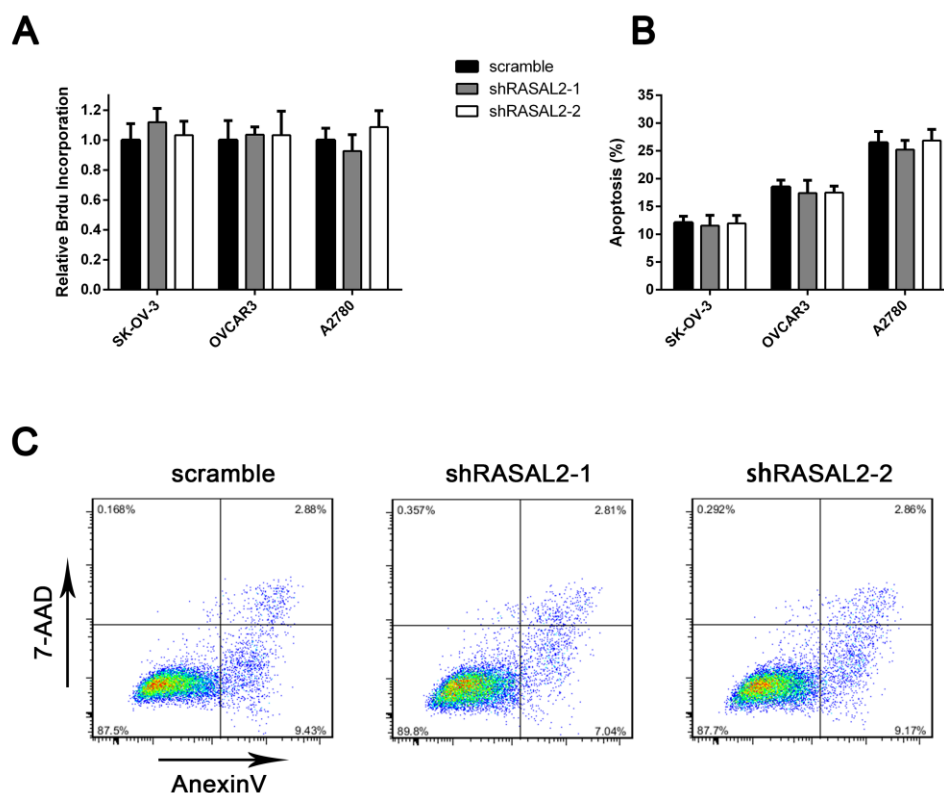 A
Relative Brdu Incorporation
1.2
1.0
0.8
0.6
0.4
0.2
0.0
SK-OV-3
OVCAR3
A2780
scramble
shRASAL2-1
shRASAL2-2
B
Apoptosis (%)
35
30
25
20
15
10
5
0
SK-OV-3
OVCAR3
A2780
C
scramble
shRASAL2-1
shRASAL2-2
7-AAD
0.168%
2.88%
87.5%
9.43%
0.357%
2.81%
89.8%
7.04%
0.292%
2.86%
87.7%
9.17%
AnexinV